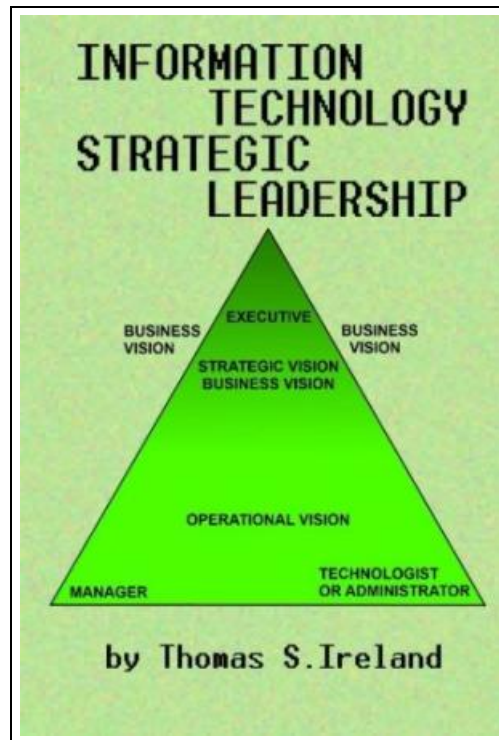 INFORMATION
TECHNOLOGY
STRATEGIC
LEADERSHIP
EXECUTIVE
BUSINESS
VISION
BUSINESS
VISION
STRATEGIC VISION
BUSINESS VISION
OPERATIONAL VISION
MANAGER
TECHNOLOGIST
OR ADMINISTRATOR
by Thomas S.Ireland